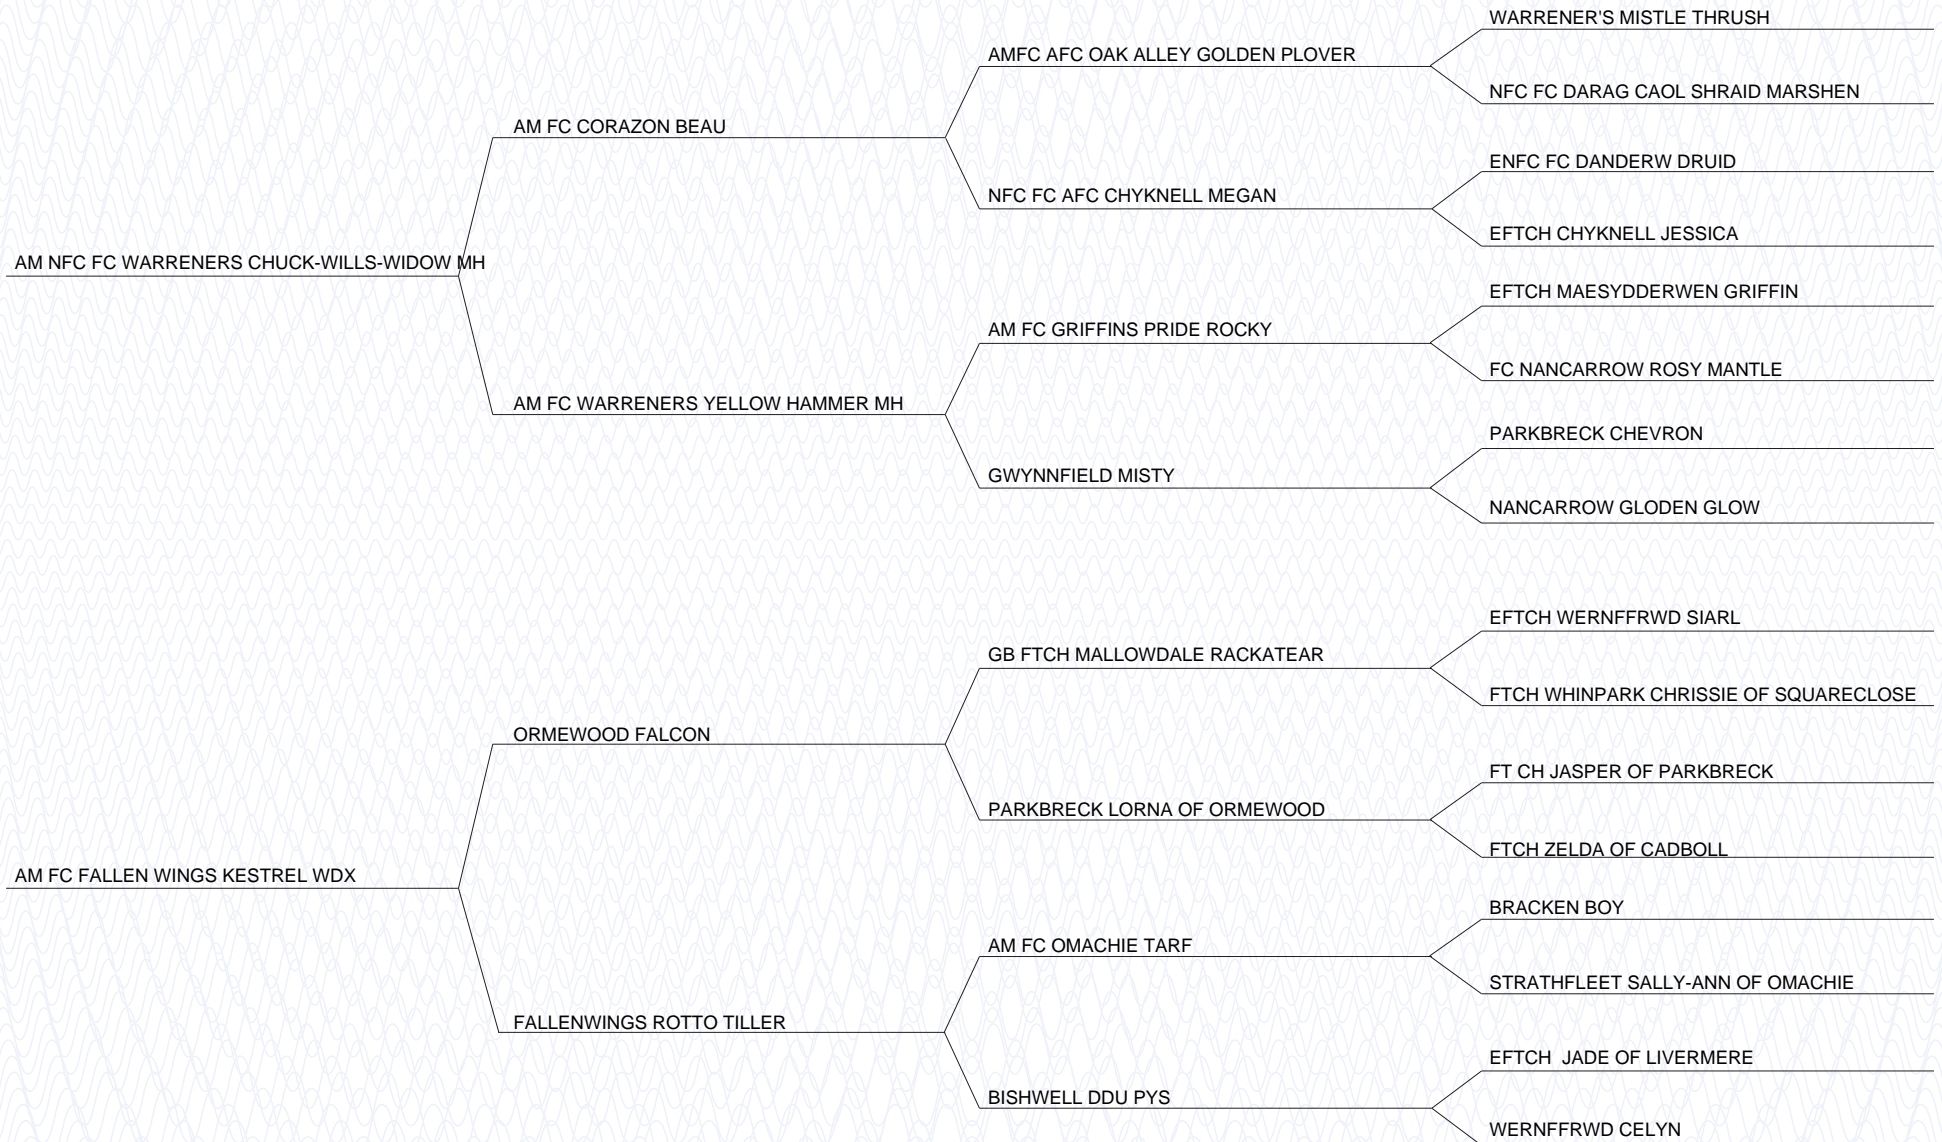 WARRENER'S MISTLE THRUSH
AMFC AFC OAK ALLEY GOLDEN PLOVER
NFC FC DARAG CAOL SHRAID MARSHEN
AM FC CORAZON BEAU
ENFC FC DANDERW DRUID
NFC FC AFC CHYKNELL MEGAN
EFTCH CHYKNELL JESSICA
AM NFC FC WARRENERS CHUCK-WILLS-WIDOW MH
EFTCH MAESYDDERWEN GRIFFIN
AM FC GRIFFINS PRIDE ROCKY
FC NANCARROW ROSY MANTLE
AM FC WARRENERS YELLOW HAMMER MH
PARKBRECK CHEVRON
GWYNNFIELD MISTY
NANCARROW GLODEN GLOW
EFTCH WERNFFRWD SIARL
GB FTCH MALLOWDALE RACKATEAR
FTCH WHINPARK CHRISSIE OF SQUARECLOSE
ORMEWOOD FALCON
FT CH JASPER OF PARKBRECK
PARKBRECK LORNA OF ORMEWOOD
FTCH ZELDA OF CADBOLL
AM FC FALLEN WINGS KESTREL WDX
BRACKEN BOY
AM FC OMACHIE TARF
STRATHFLEET SALLY-ANN OF OMACHIE
FALLENWINGS ROTTO TILLER
EFTCH  JADE OF LIVERMERE
BISHWELL DDU PYS
WERNFFRWD CELYN